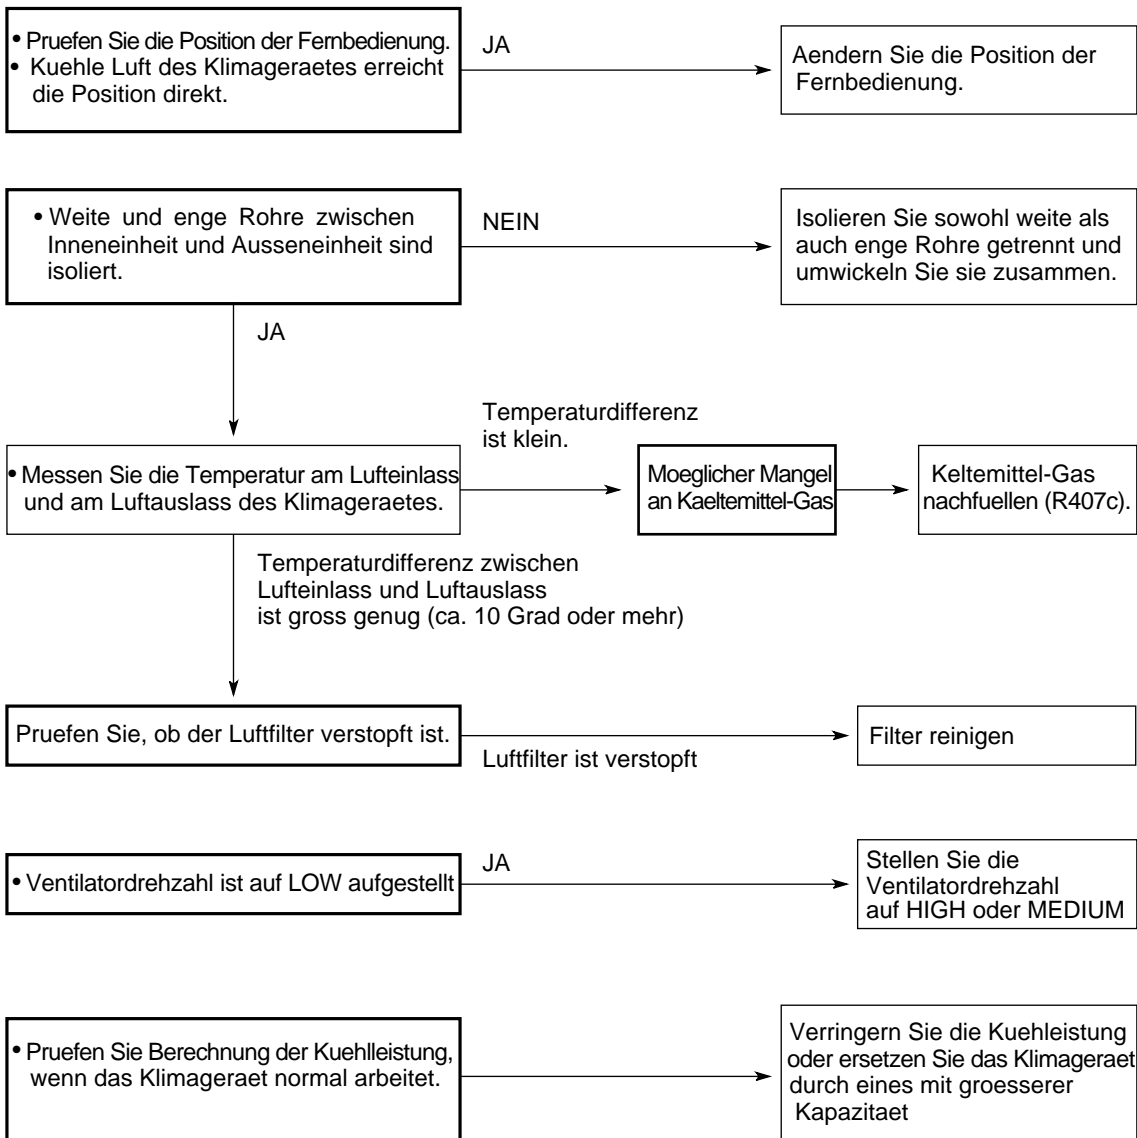 • Pruefen Sie die Position der Fernbedienung.
• Kuehle Luft des Klimageraetes erreicht
die Position direkt.
JA
Aendern Sie die Position der
Fernbedienung.
• Weite und enge Rohre zwischen
Inneneinheit und Ausseneinheit sind
isoliert.
NEIN
Isolieren Sie sowohl weite als
auch enge Rohre getrennt und
umwickeln Sie sie zusammen.
JA
• Messen Sie die Temperatur am Lufteinlass
und am Luftauslass des Klimageraetes.
Temperaturdifferenz
ist klein.
Moeglicher Mangel
an Kaeltemittel-Gas
Keltemittel-Gas
nachfuellen (R407c).
Temperaturdifferenz zwischen
Lufteinlass und Luftauslass
ist gross genug (ca. 10 Grad oder mehr)
Pruefen Sie, ob der Luftfilter verstopft ist.
Luftfilter ist verstopft
Filter reinigen
• Ventilatordrehzahl ist auf LOW aufgestellt
JA
Stellen Sie die
Ventilatordrehzahl
auf HIGH oder MEDIUM
• Pruefen Sie Berechnung der Kuehlleistung,
wenn das Klimageraet normal arbeitet.
Verringern Sie die Kuehleistung
oder ersetzen Sie das Klimageraet
durch eines mit groesserer
Kapazitaet